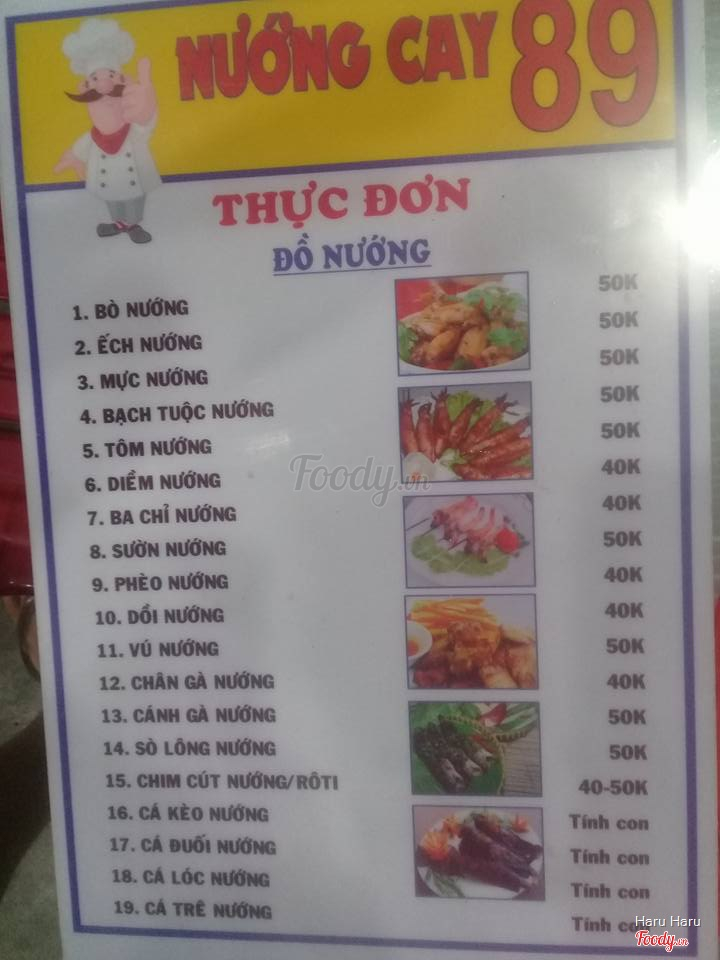 NƯỚNG CAY 89
THỰC ĐƠN
ĐỒ NƯỚNG
1. BÒ NƯỚNG 50K
2. ẾCH NƯỚNG 50K
3. MỰC NƯỚNG 50K
4. BẠCH TUỘC NƯỚNG 50K
5. TÔM NƯỚNG 50K
6. DIỀM NƯỚNG 40K
7. BA CHỈ NƯỚNG 40K
8. SƯỜN NƯỚNG 50K
9. PHÈO NƯỚNG 40K
10. DỒI NƯỚNG 40K
11. VÚ NƯỚNG 50K
12. CHÂN GÀ NƯỚNG 40K
13. CÁNH GÀ NƯỚNG 50K
14. SÒ LÔNG NƯỚNG 50K
15. CHIM CÚT NƯỚNG/RÔTI 40-50K
16. CÁ KÈO NƯỚNG Tính con
17. CÁ ĐUỐI NƯỚNG Tính con
18. CÁ LÓC NƯỚNG Tính con
19. CÁ TRÊ NƯỚNG Tính con
Foody.vn
Haru Haru
Foody.vn